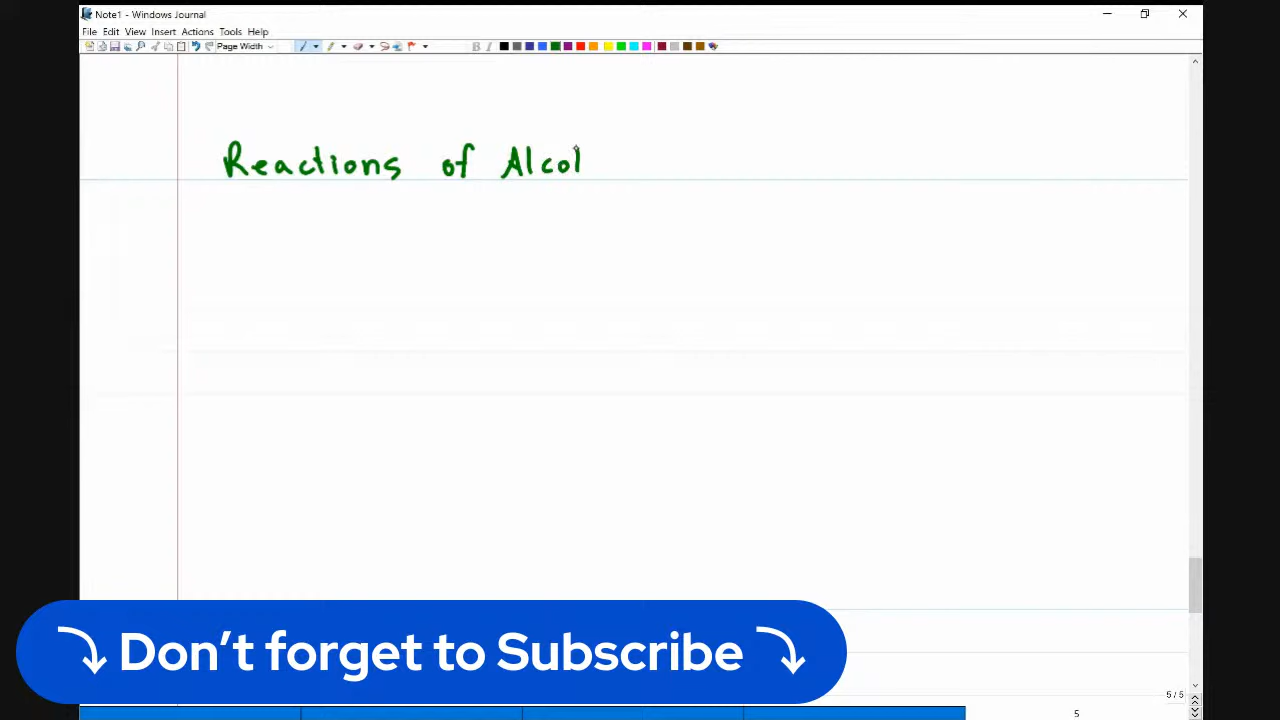 Note1 - Windows Journal
File Edit View Insert Actions Tools Help
Page Width B I
Reactions of Alcol
Don't forget to Subscribe
5 / 5
5